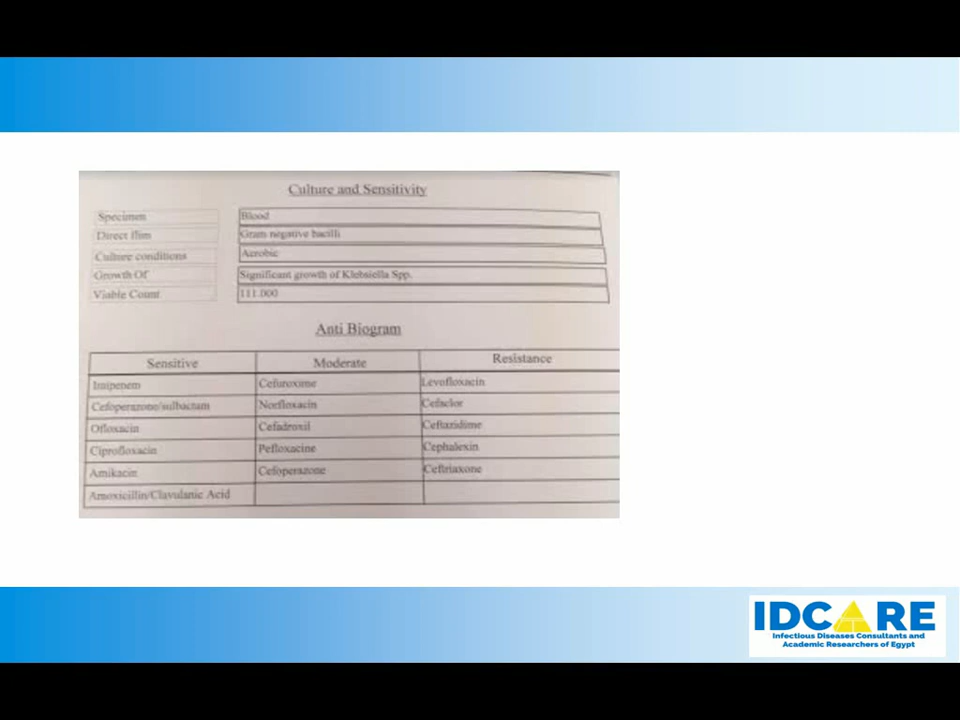 Culture and Sensitivity
Specimen Blood
Direct film Gram negative bacilli
Culture conditions Aerobic
Growth Of Significant growth of Klebsiella Spp.
Viable Count 111.000
Anti Biogram
Sensitive Moderate Resistance
Imipenem Cefuroxime Levofloxacin
Cefoperazone/sulbactam Norfloxacin Cefaclor
Ofloxacin Cefadroxil Ceftazidime
Ciprofloxacin Pefloxacine Cephalexin
Amikacin Cefoperazone Ceftriaxone
Amoxicillin/Clavulanic Acid
IDCARE
Infectious Diseases Consultants and
Academic Researchers of Egypt